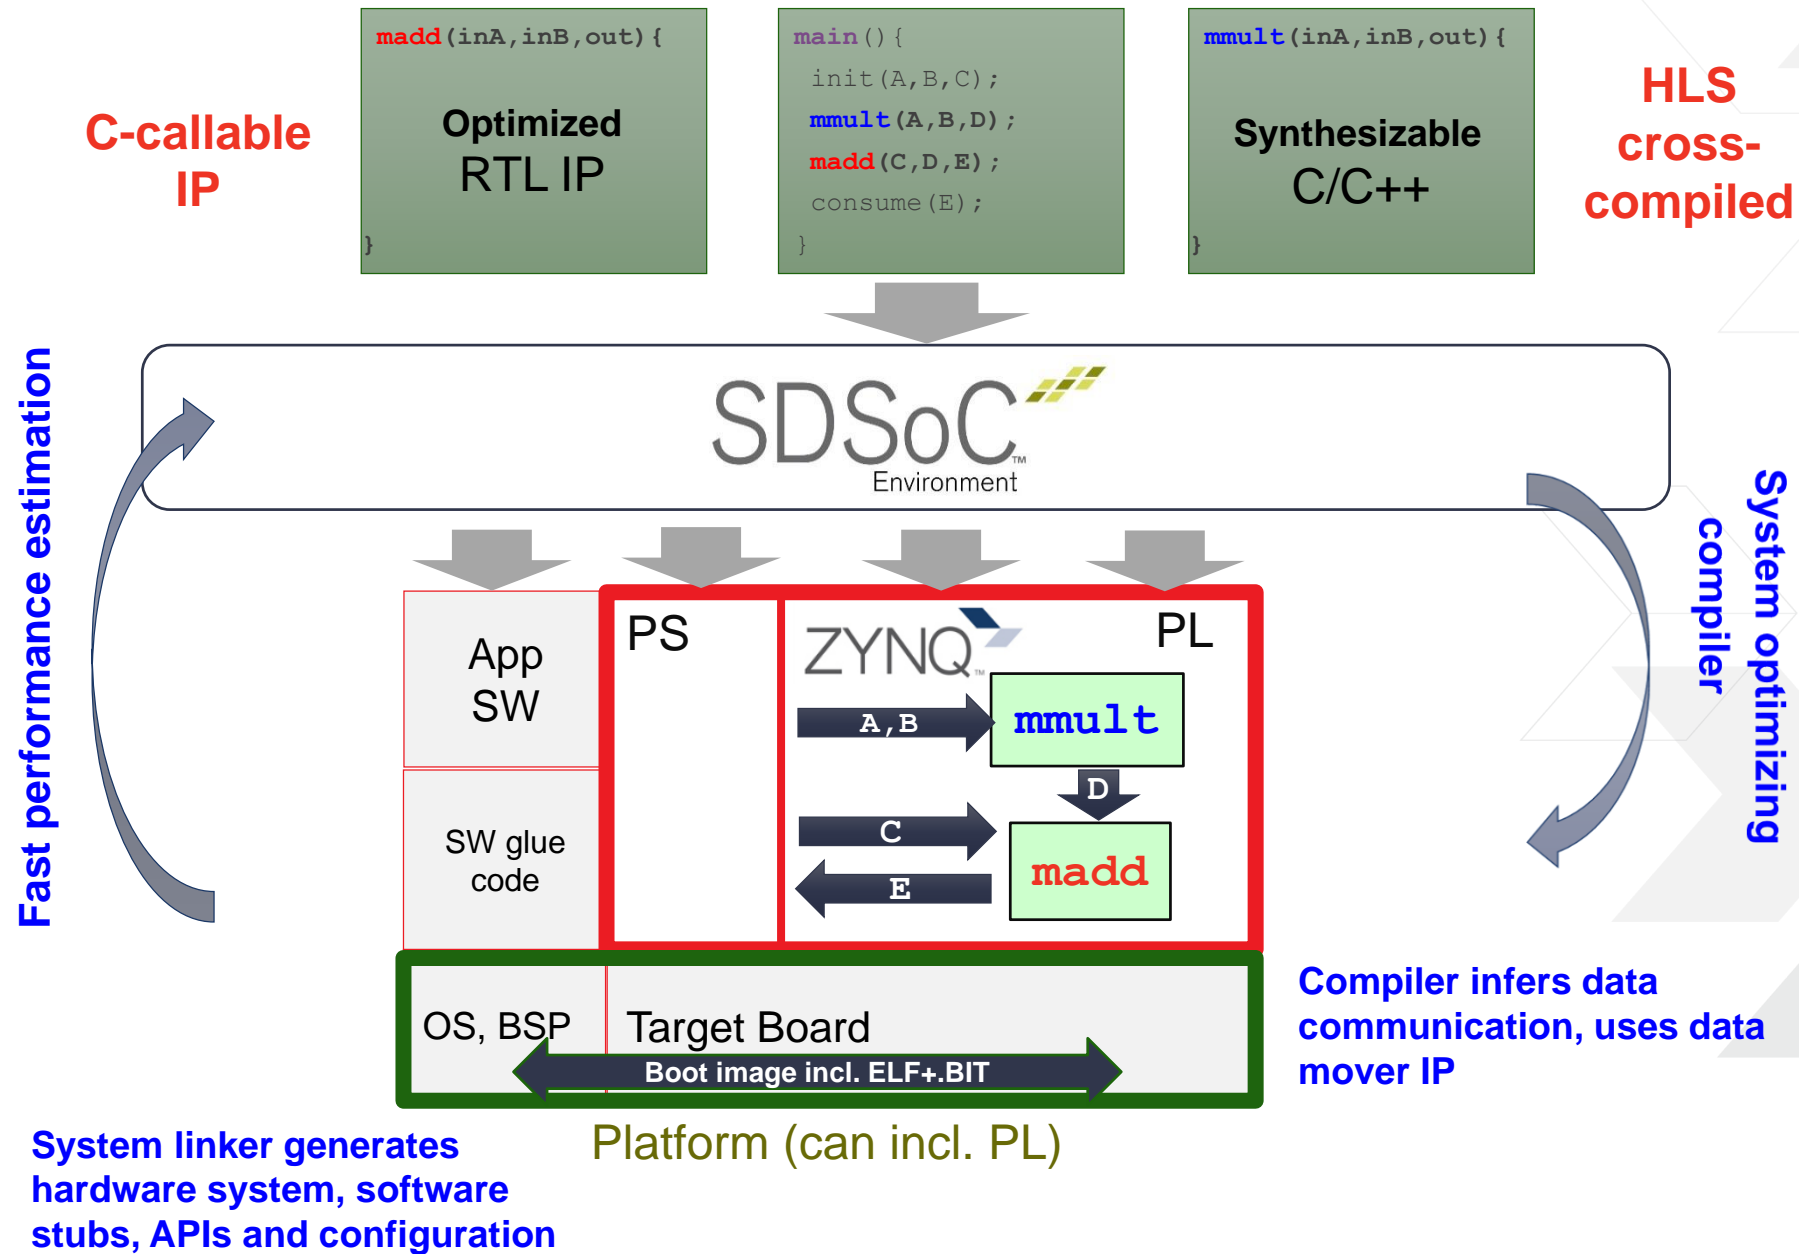 C-callable
IP
madd(inA,inB,out){
Optimized
RTL IP
}
main(){
init(A,B,C);
mmult(A,B,D);
madd(C,D,E);
consume(E);
}
mmult(inA,inB,out){
Synthesizable
C/C++
}
HLS
cross-
compiled
Fast performance estimation
SDSoC™
Environment
System optimizing
compiler
App
SW
SW glue
code
PS
ZYNQ™
PL
A,B
mmult
D
C
madd
E
OS, BSP
Target Board
Boot image incl. ELF+.BIT
Platform (can incl. PL)
Compiler infers data
communication, uses data
mover IP
System linker generates
hardware system, software
stubs, APIs and configuration